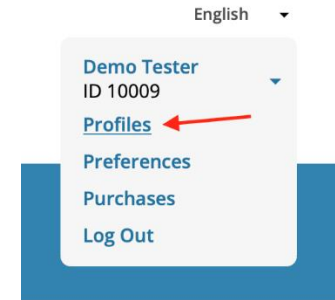 English
Demo Tester
ID 10009
Profiles
Preferences
Purchases
Log Out